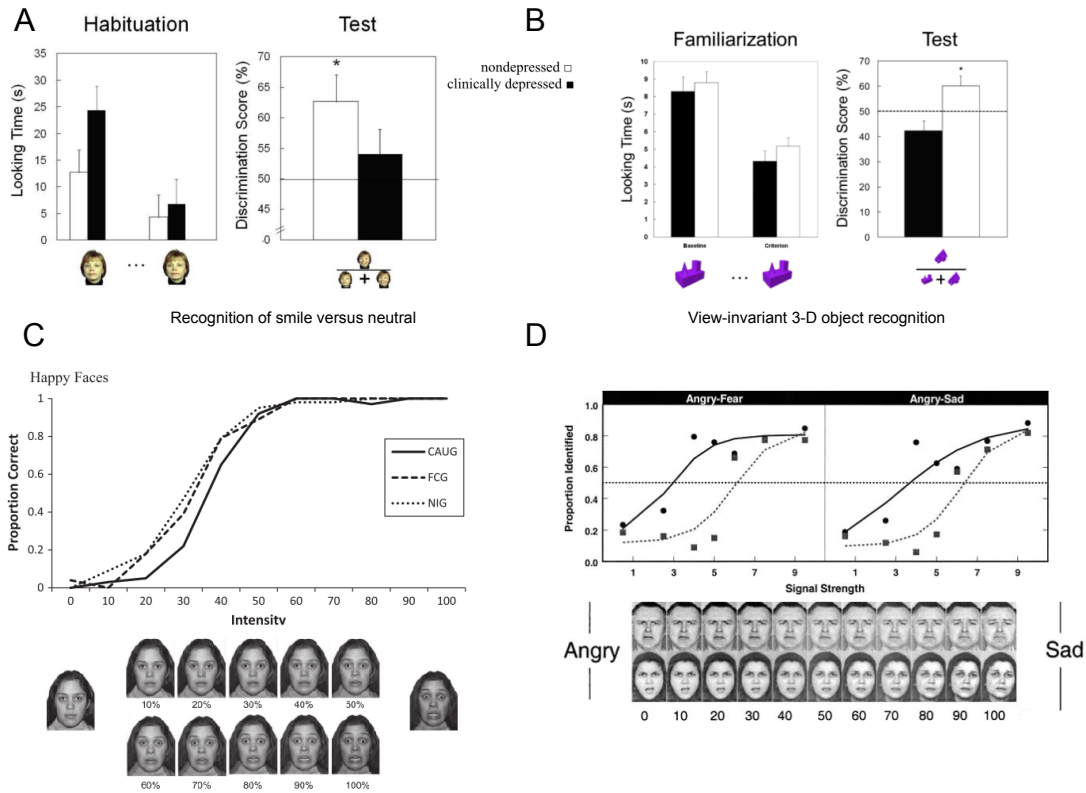 A
Habituation
Test
Looking Time (s)
35
30
25
20
15
10
5
0
...
Discrimination Score (%)
70
65
60
55
50
45
0
*
+
nondepressed □
clinically depressed ■
Recognition of smile versus neutral
B
Familiarization
Test
Looking Time (s)
10
9
8
7
6
5
4
3
2
1
0
Baseline
Criterion
...
Discrimination Score (%)
70
60
50
40
30
20
10
0
*
+
View-invariant 3-D object recognition
C
Happy Faces
Proportion Correct
1
0.8
0.6
0.4
0.2
0
CAUG
FCG
NIG
0 10 20 30 40 50 60 70 80 90 100
Intensity
10% 20% 30% 40% 50%
60% 70% 80% 90% 100%
D
Angry-Fear
Angry-Sad
Proportion Identified
1.0
0.8
0.6
0.4
0.2
0.0
1 3 5 7 9 1 3 5 7 9
Signal Strength
Angry
Sad
0 10 20 30 40 50 60 70 80 90 100